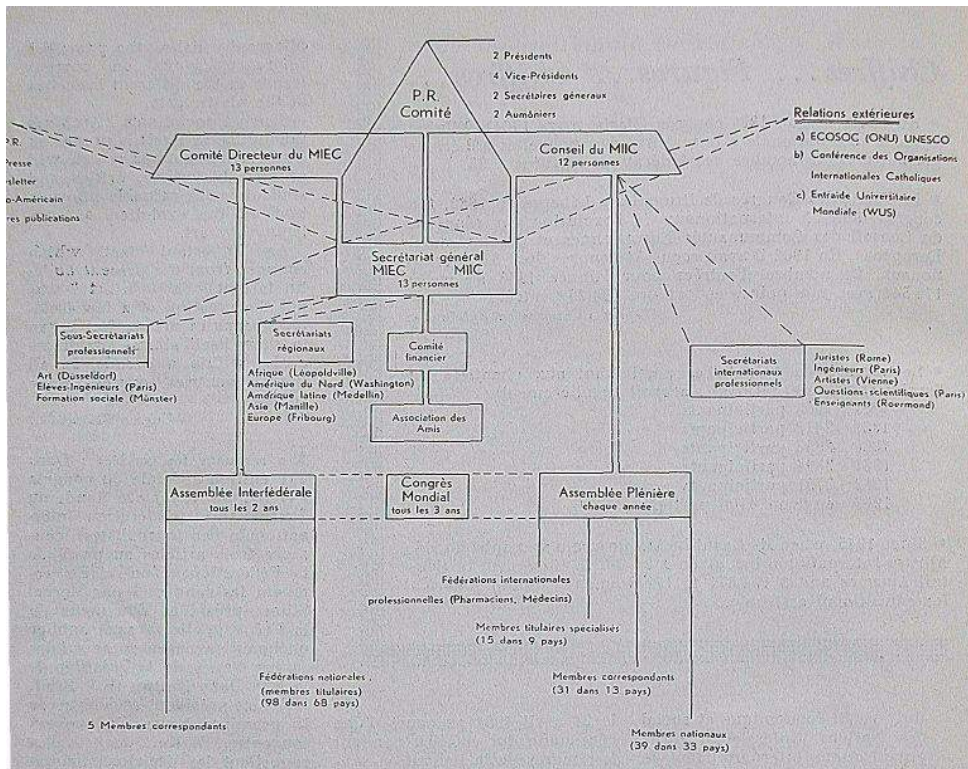 2 Présidents
4 Vice-Présidents
2 Secrétaires généraux
2 Aumôniers
P.R.
Comité
Relations extérieures
a) ECOSOC (ONU) UNESCO
b) Conférence des Organisations
Internationales Catholiques
c) Entraide Universitaire
Mondiale (WUS)
P.R.
Presse
sletter
o-Américain
res publications
Comité Directeur du MIEC
13 personnes
Conseil du MIIC
12 personnes
Secrétariat général
MIEC MIIC
13 personnes
Sous-Secrétariats
professionnels
Art (Düsseldorf)
Elèves-Ingénieurs (Paris)
Formation sociale (Münster)
Secrétariats
régionaux
Afrique (Léopoldville)
Amérique du Nord (Washington)
Amérique latine (Medellin)
Asie (Manille)
Europe (Fribourg)
Comité
financier
Association des
Amis
Secrétariats
internationaux
professionnels
Juristes (Rome)
Ingénieurs (Paris)
Artistes (Vienne)
Questions-scientifiques (Paris)
Enseignants (Roermond)
Assemblée Interfédérale
tous les 2 ans
Congrès
Mondial
tous les 3 ans
Assemblée Plénière
chaque année
Fédérations internationales
professionnelles (Pharmaciens, Médecins)
Membres titulaires spécialisés
(15 dans 9 pays)
Fédérations nationales
(membres titulaires)
(98 dans 68 pays)
Membres correspondants
(31 dans 13 pays)
5 Membres correspondants
Membres nationaux
(39 dans 33 pays)